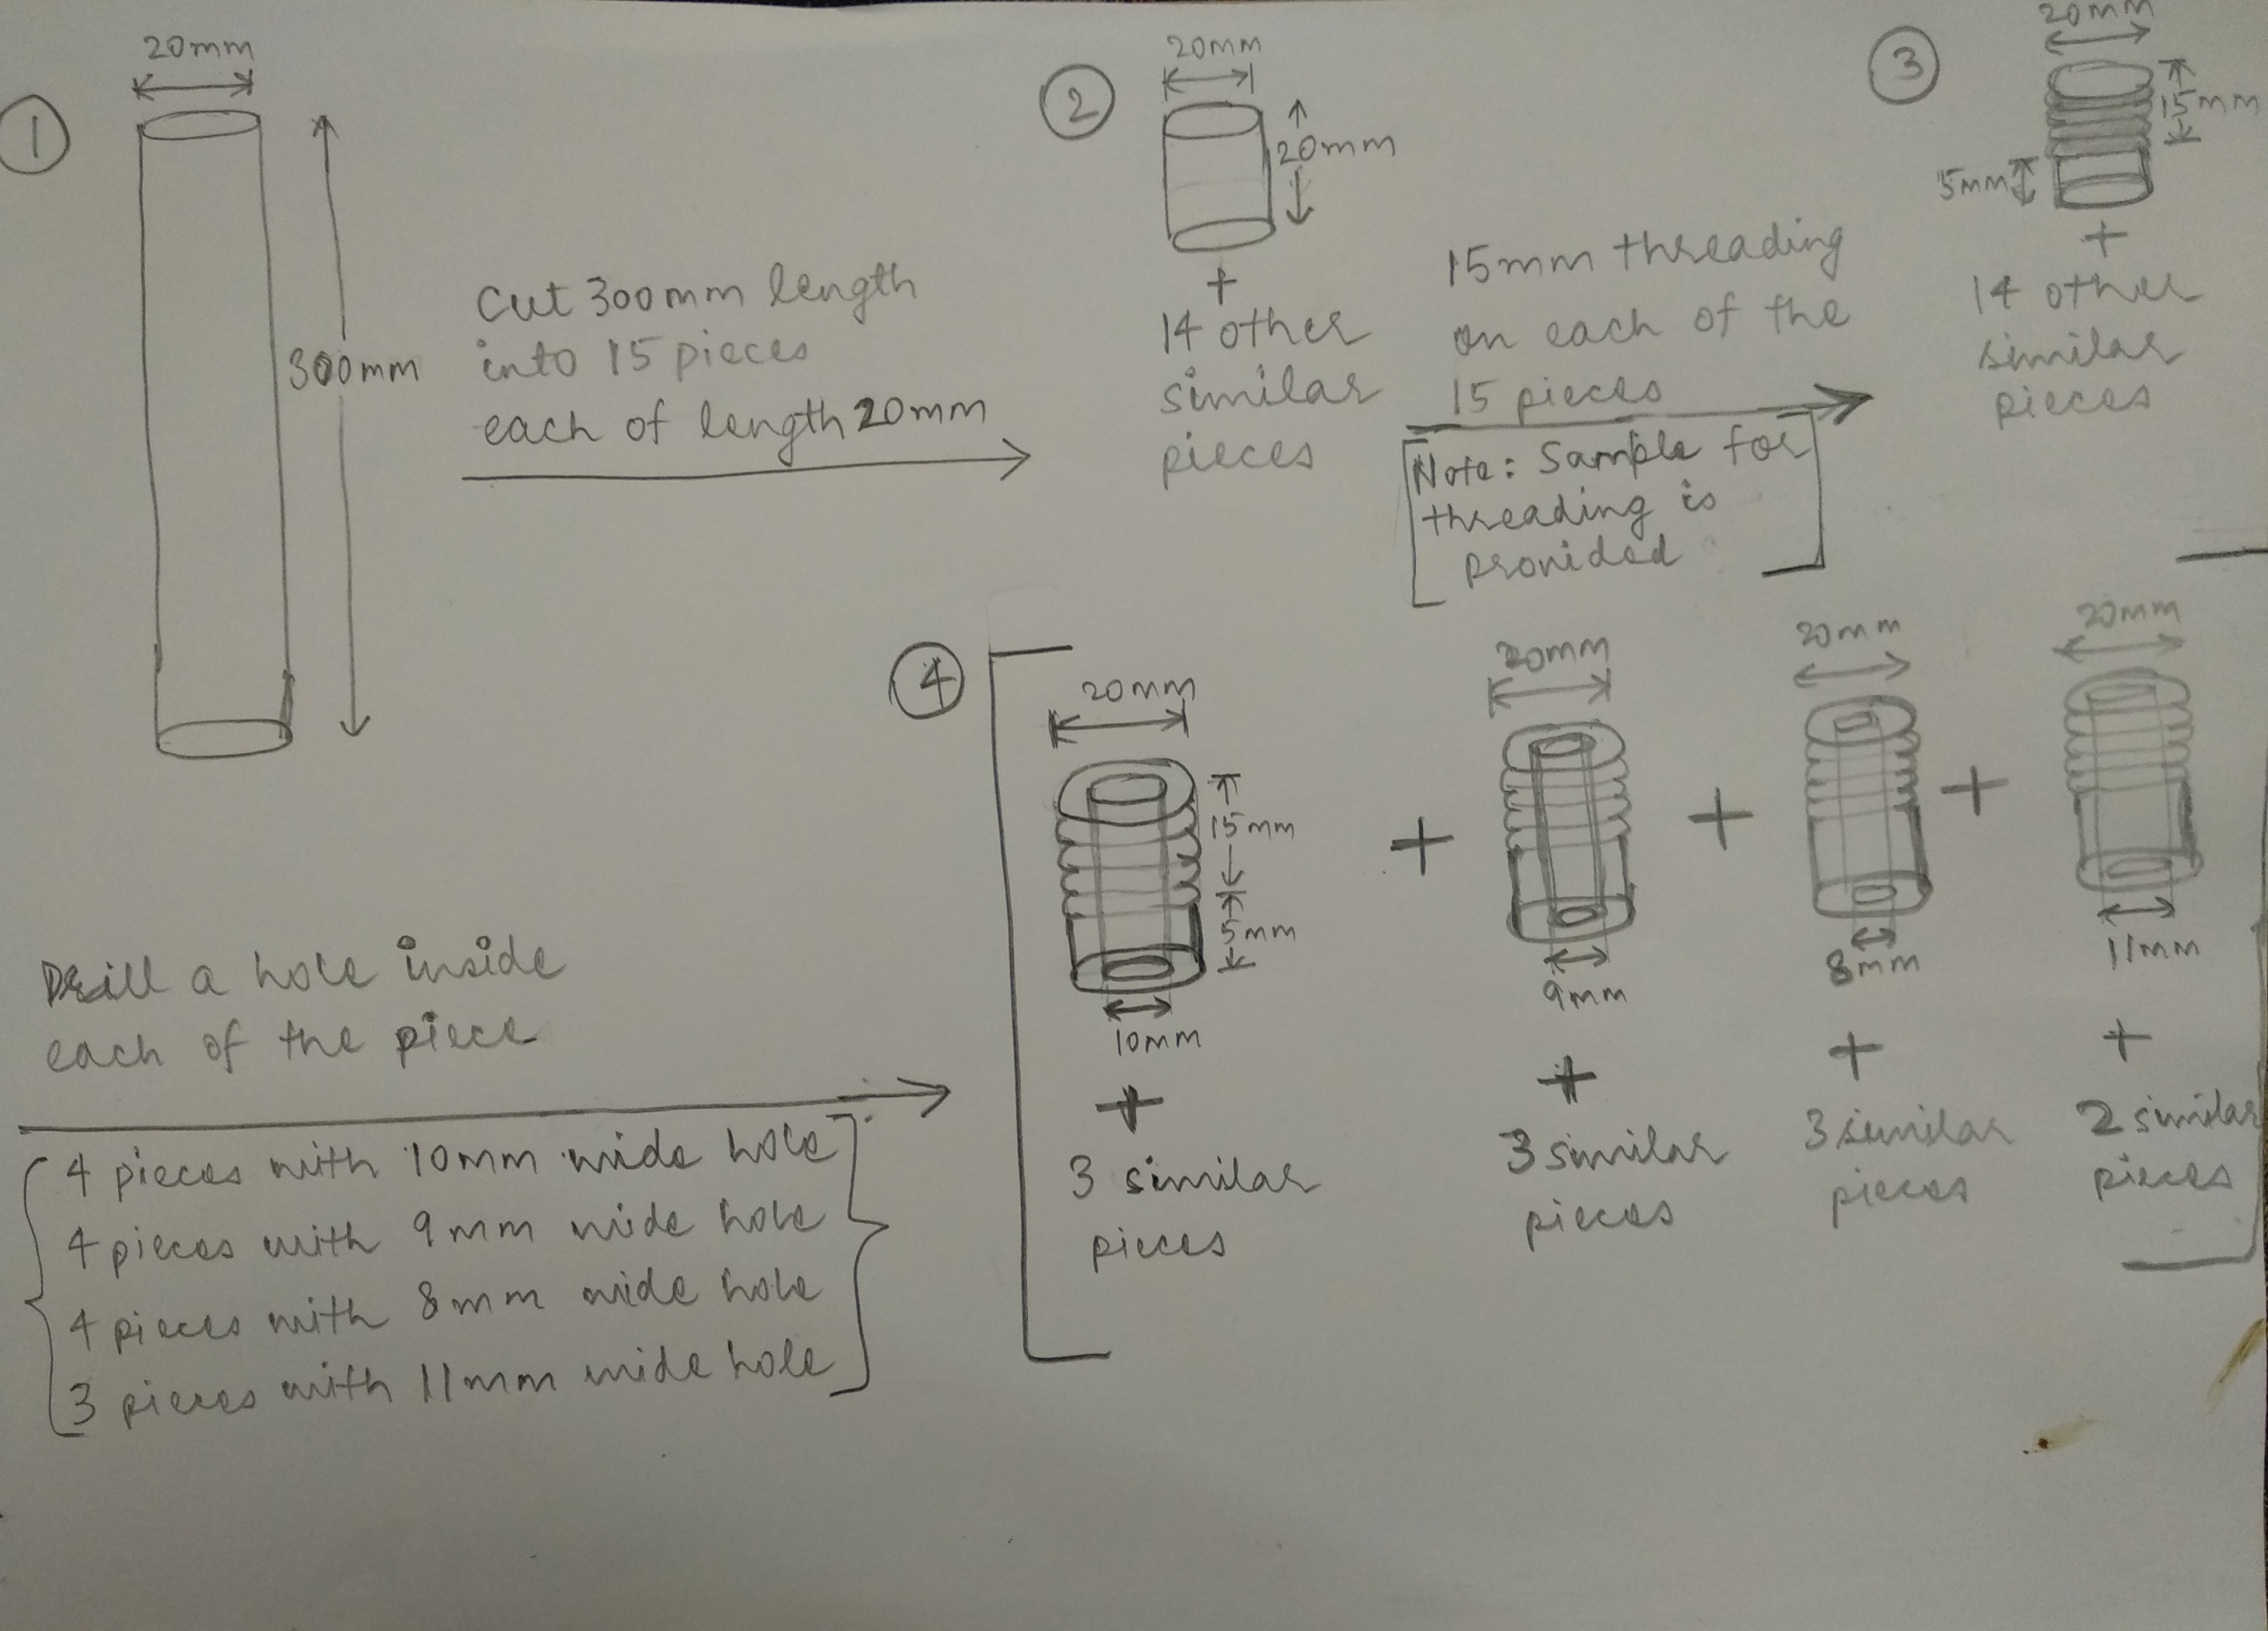 1
20mm
300mm
Cut 300mm length
into 15 pieces
each of length 20mm
2
20mm
20mm
+
14 other
similar
pieces
15mm threading
on each of the
15 pieces
[Note: Sample for
threading is
provided]
3
20mm
15mm
5mm
+
14 other
similar
pieces
Drill a hole inside
each of the piece
{4 pieces with 10mm wide hole
4 pieces with 9mm wide hole
4 pieces with 8mm wide hole
3 pieces with 11mm wide hole}
4
20mm
15mm
5mm
10mm
+
3 similar
pieces
+
20mm
9mm
+
3 similar
pieces
+
20mm
8mm
+
3 similar
pieces
+
20mm
11mm
+
2 similar
pieces